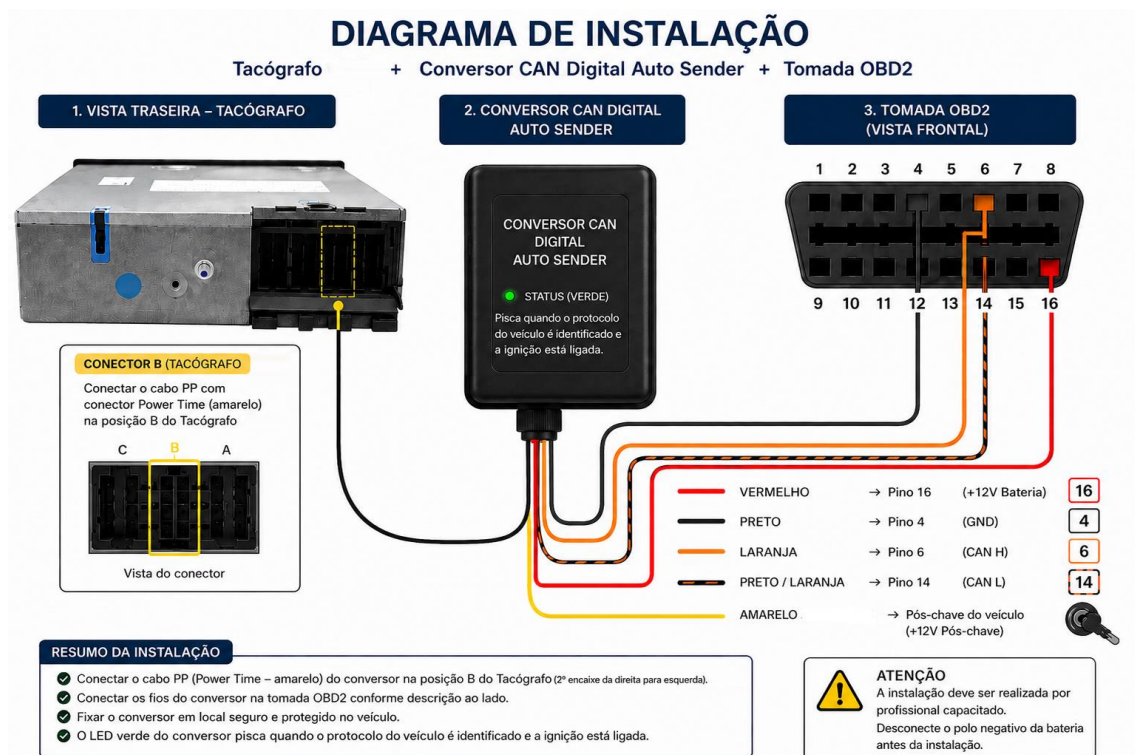 DIAGRAMA DE INSTALAÇÃO
Tacógrafo + Conversor CAN Digital Auto Sender + Tomada OBD2
1. VISTA TRASEIRA – TACÓGRAFO
2. CONVERSOR CAN DIGITAL
AUTO SENDER
3. TOMADA OBD2
(VISTA FRONTAL)
1 2 3 4 5 6 7 8
9 10 11 12 13 14 15 16
CONVERSOR CAN
DIGITAL
AUTO SENDER
STATUS (VERDE)
Pisca quando o protocolo
do veículo é identificado e
a ignição está ligada.
CONECTOR B (TACÓGRAFO
Conectar o cabo PP com
conector Power Time (amarelo)
na posição B do Tacógrafo
C B A
Vista do conector
VERMELHO → Pino 16 (+12V Bateria) 16
PRETO → Pino 4 (GND) 4
LARANJA → Pino 6 (CAN H) 6
PRETO / LARANJA → Pino 14 (CAN L) 14
AMARELO → Pós-chave do veículo
(+12V Pós-chave)
RESUMO DA INSTALAÇÃO
Conectar o cabo PP (Power Time – amarelo) do conversor na posição B do Tacógrafo (2º encaixe da direita para esquerda).
Conectar os fios do conversor na tomada OBD2 conforme descrição ao lado.
Fixar o conversor em local seguro e protegido no veículo.
O LED verde do conversor pisca quando o protocolo do veículo é identificado e a ignição está ligada.
ATENÇÃO
A instalação deve ser realizada por
profissional capacitado.
Desconecte o polo negativo da bateria
antes da instalação.